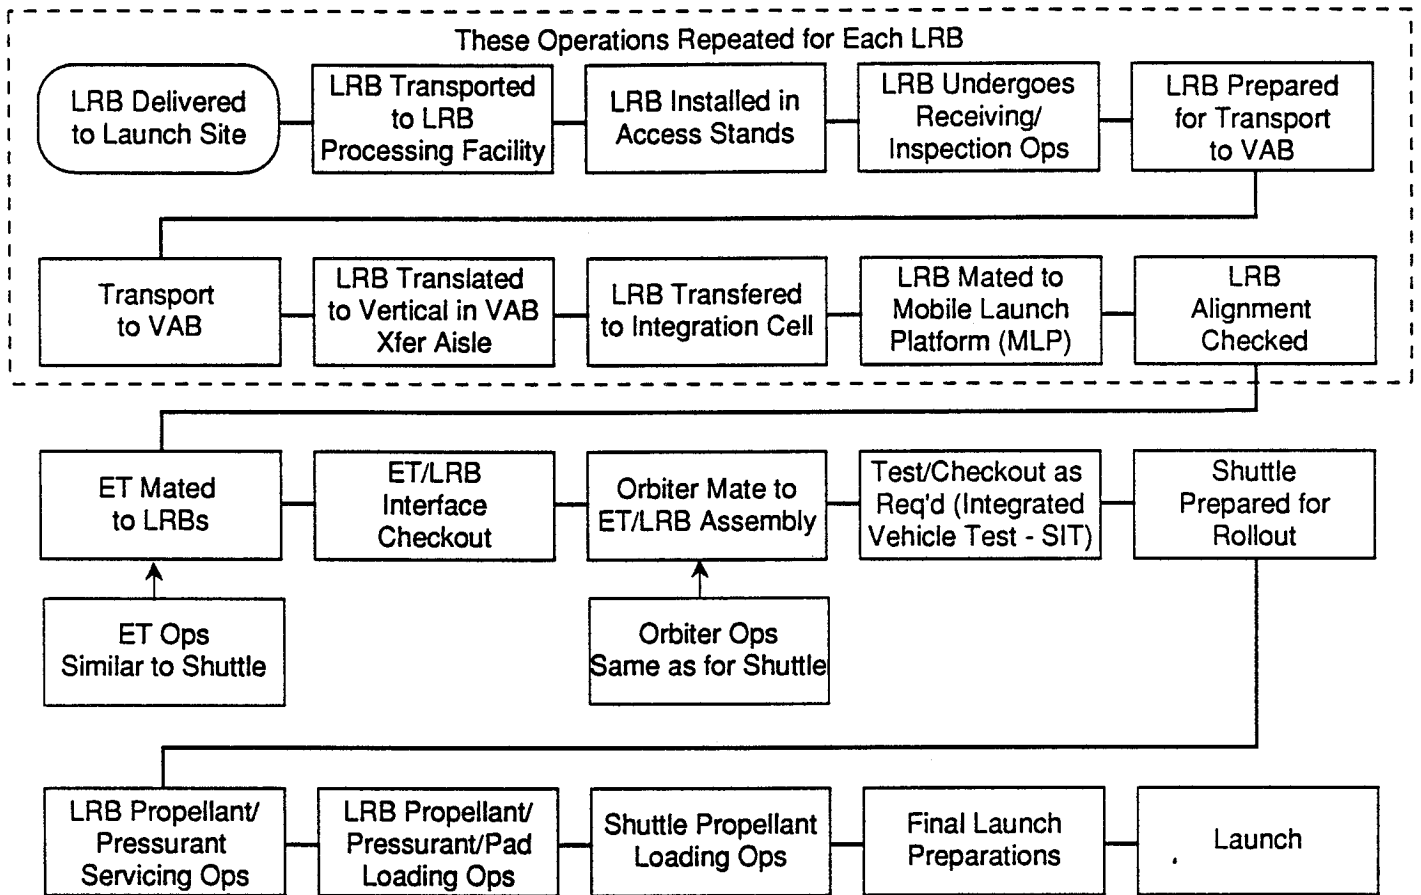 These Operations Repeated for Each LRB
LRB Delivered
to Launch Site
LRB Transported
to LRB
Processing Facility
LRB Installed in
Access Stands
LRB Undergoes
Receiving/
Inspection Ops
LRB Prepared
for Transport
to VAB
Transport
to VAB
LRB Translated
to Vertical in VAB
Xfer Aisle
LRB Transfered
to Integration Cell
LRB Mated to
Mobile Launch
Platform (MLP)
LRB
Alignment
Checked
ET Mated
to LRBs
ET/LRB
Interface
Checkout
Orbiter Mate to
ET/LRB Assembly
Test/Checkout as
Req'd (Integrated
Vehicle Test - SIT)
Shuttle
Prepared for
Rollout
ET Ops
Similar to Shuttle
Orbiter Ops
Same as for Shuttle
LRB Propellant/
Pressurant
Servicing Ops
LRB Propellant/
Pressurant/Pad
Loading Ops
Shuttle Propellant
Loading Ops
Final Launch
Preparations
Launch